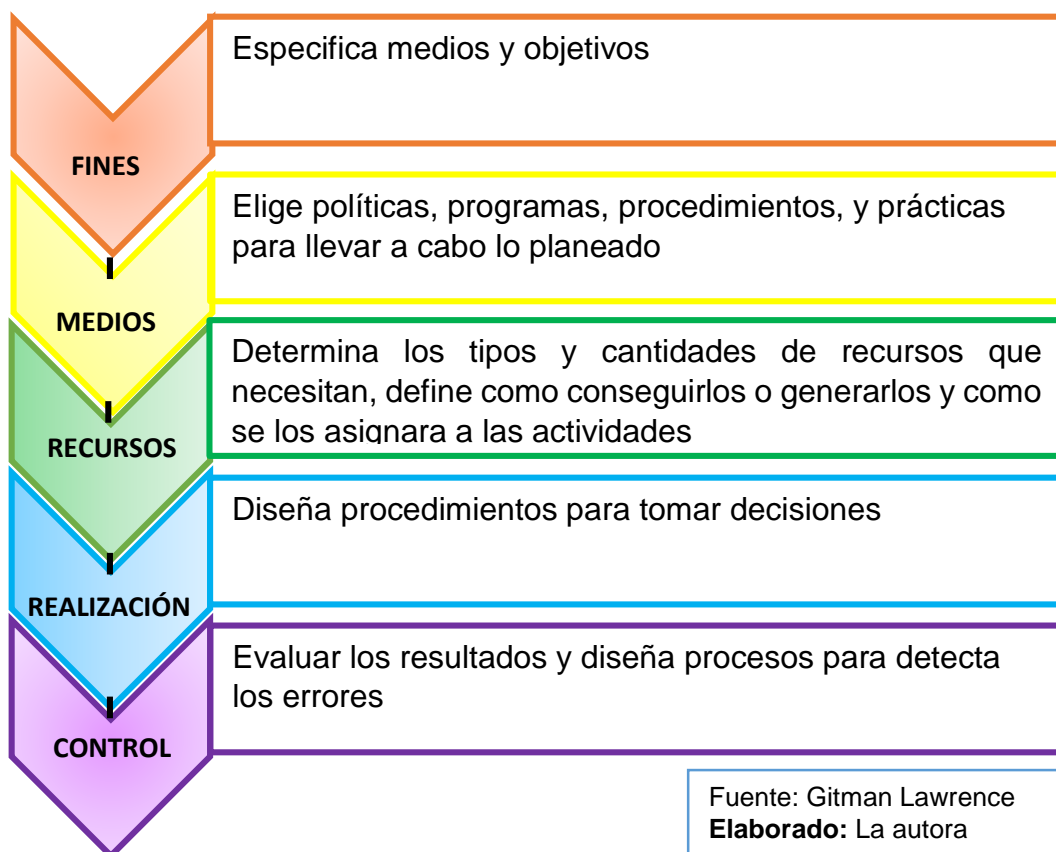 FINES
Especifica medios y objetivos
MEDIOS
Elige políticas, programas, procedimientos, y prácticas
para llevar a cabo lo planeado
RECURSOS
Determina los tipos y cantidades de recursos que
necesitan, define como conseguirlos o generarlos y como
se los asignara a las actividades
REALIZACIÓN
Diseña procedimientos para tomar decisiones
CONTROL
Evaluar los resultados y diseña procesos para detecta
los errores
Fuente: Gitman Lawrence
Elaborado: La autora